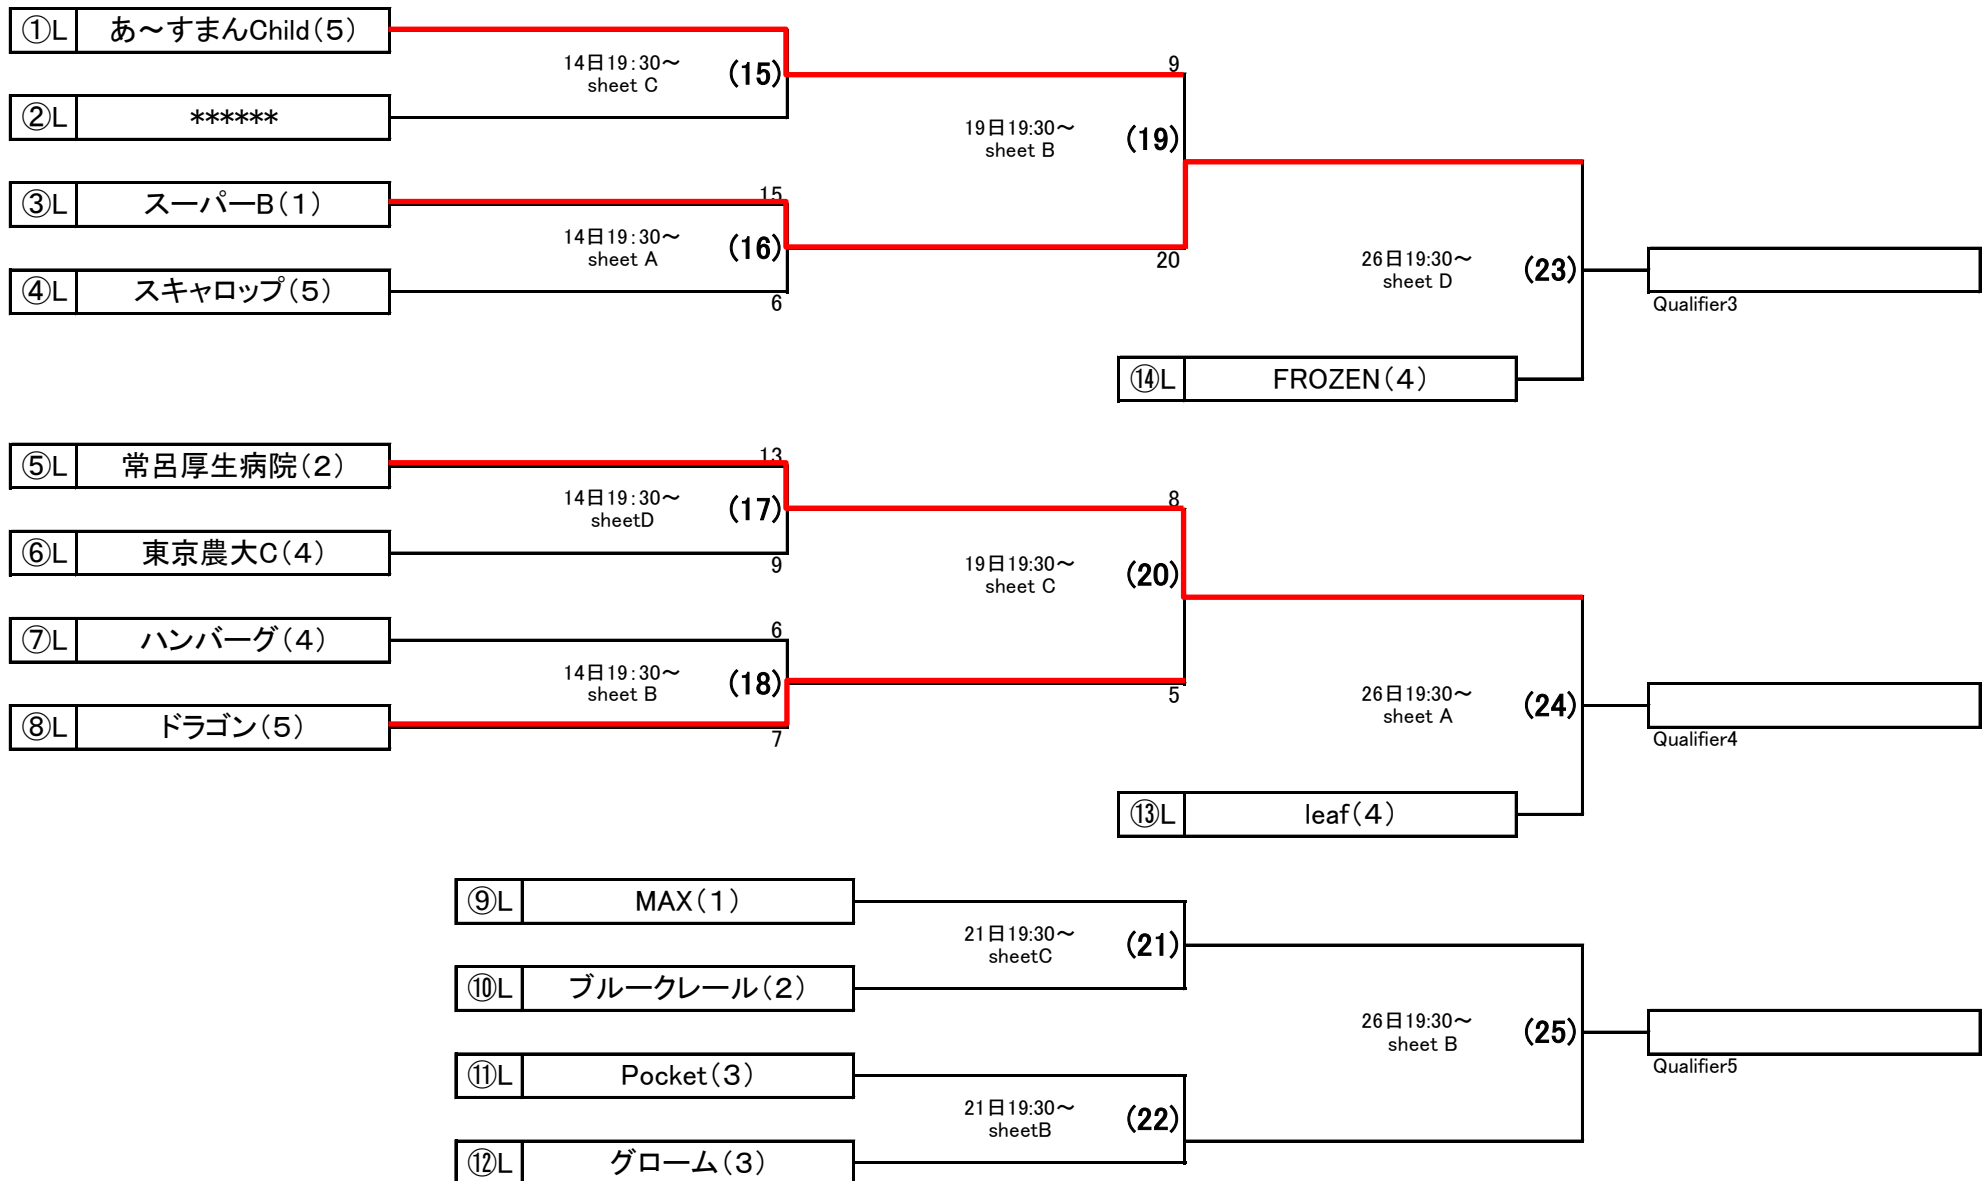 ①L あ～すまんChild（５）
14日19：30～
sheet C
(15)
9
②L ******
19日19:30～
sheet B
(19)
③L スーパーB（１）
15
14日19：30～
sheet A
(16)
20
④L スキャロップ（５）
6
26日19:30～
sheet D
(23)
Qualifier3
⑭L FROZEN（４）
⑤L 常呂厚生病院（２）
13
14日19：30～
sheetD
(17)
8
⑥L 東京農大C（４）
9
19日19:30～
sheet C
(20)
⑦L ハンバーグ（４）
6
14日19：30～
sheet B
(18)
5
⑧L ドラゴン（５）
7
26日19:30～
sheet A
(24)
Qualifier4
⑬L leaf（４）
⑨L MAX（１）
21日19:30～
sheetC
(21)
⑩L ブルークレール（２）
26日19:30～
sheet B
(25)
Qualifier5
⑪L Pocket（３）
21日19:30～
sheetB
(22)
⑫L グローム（３）